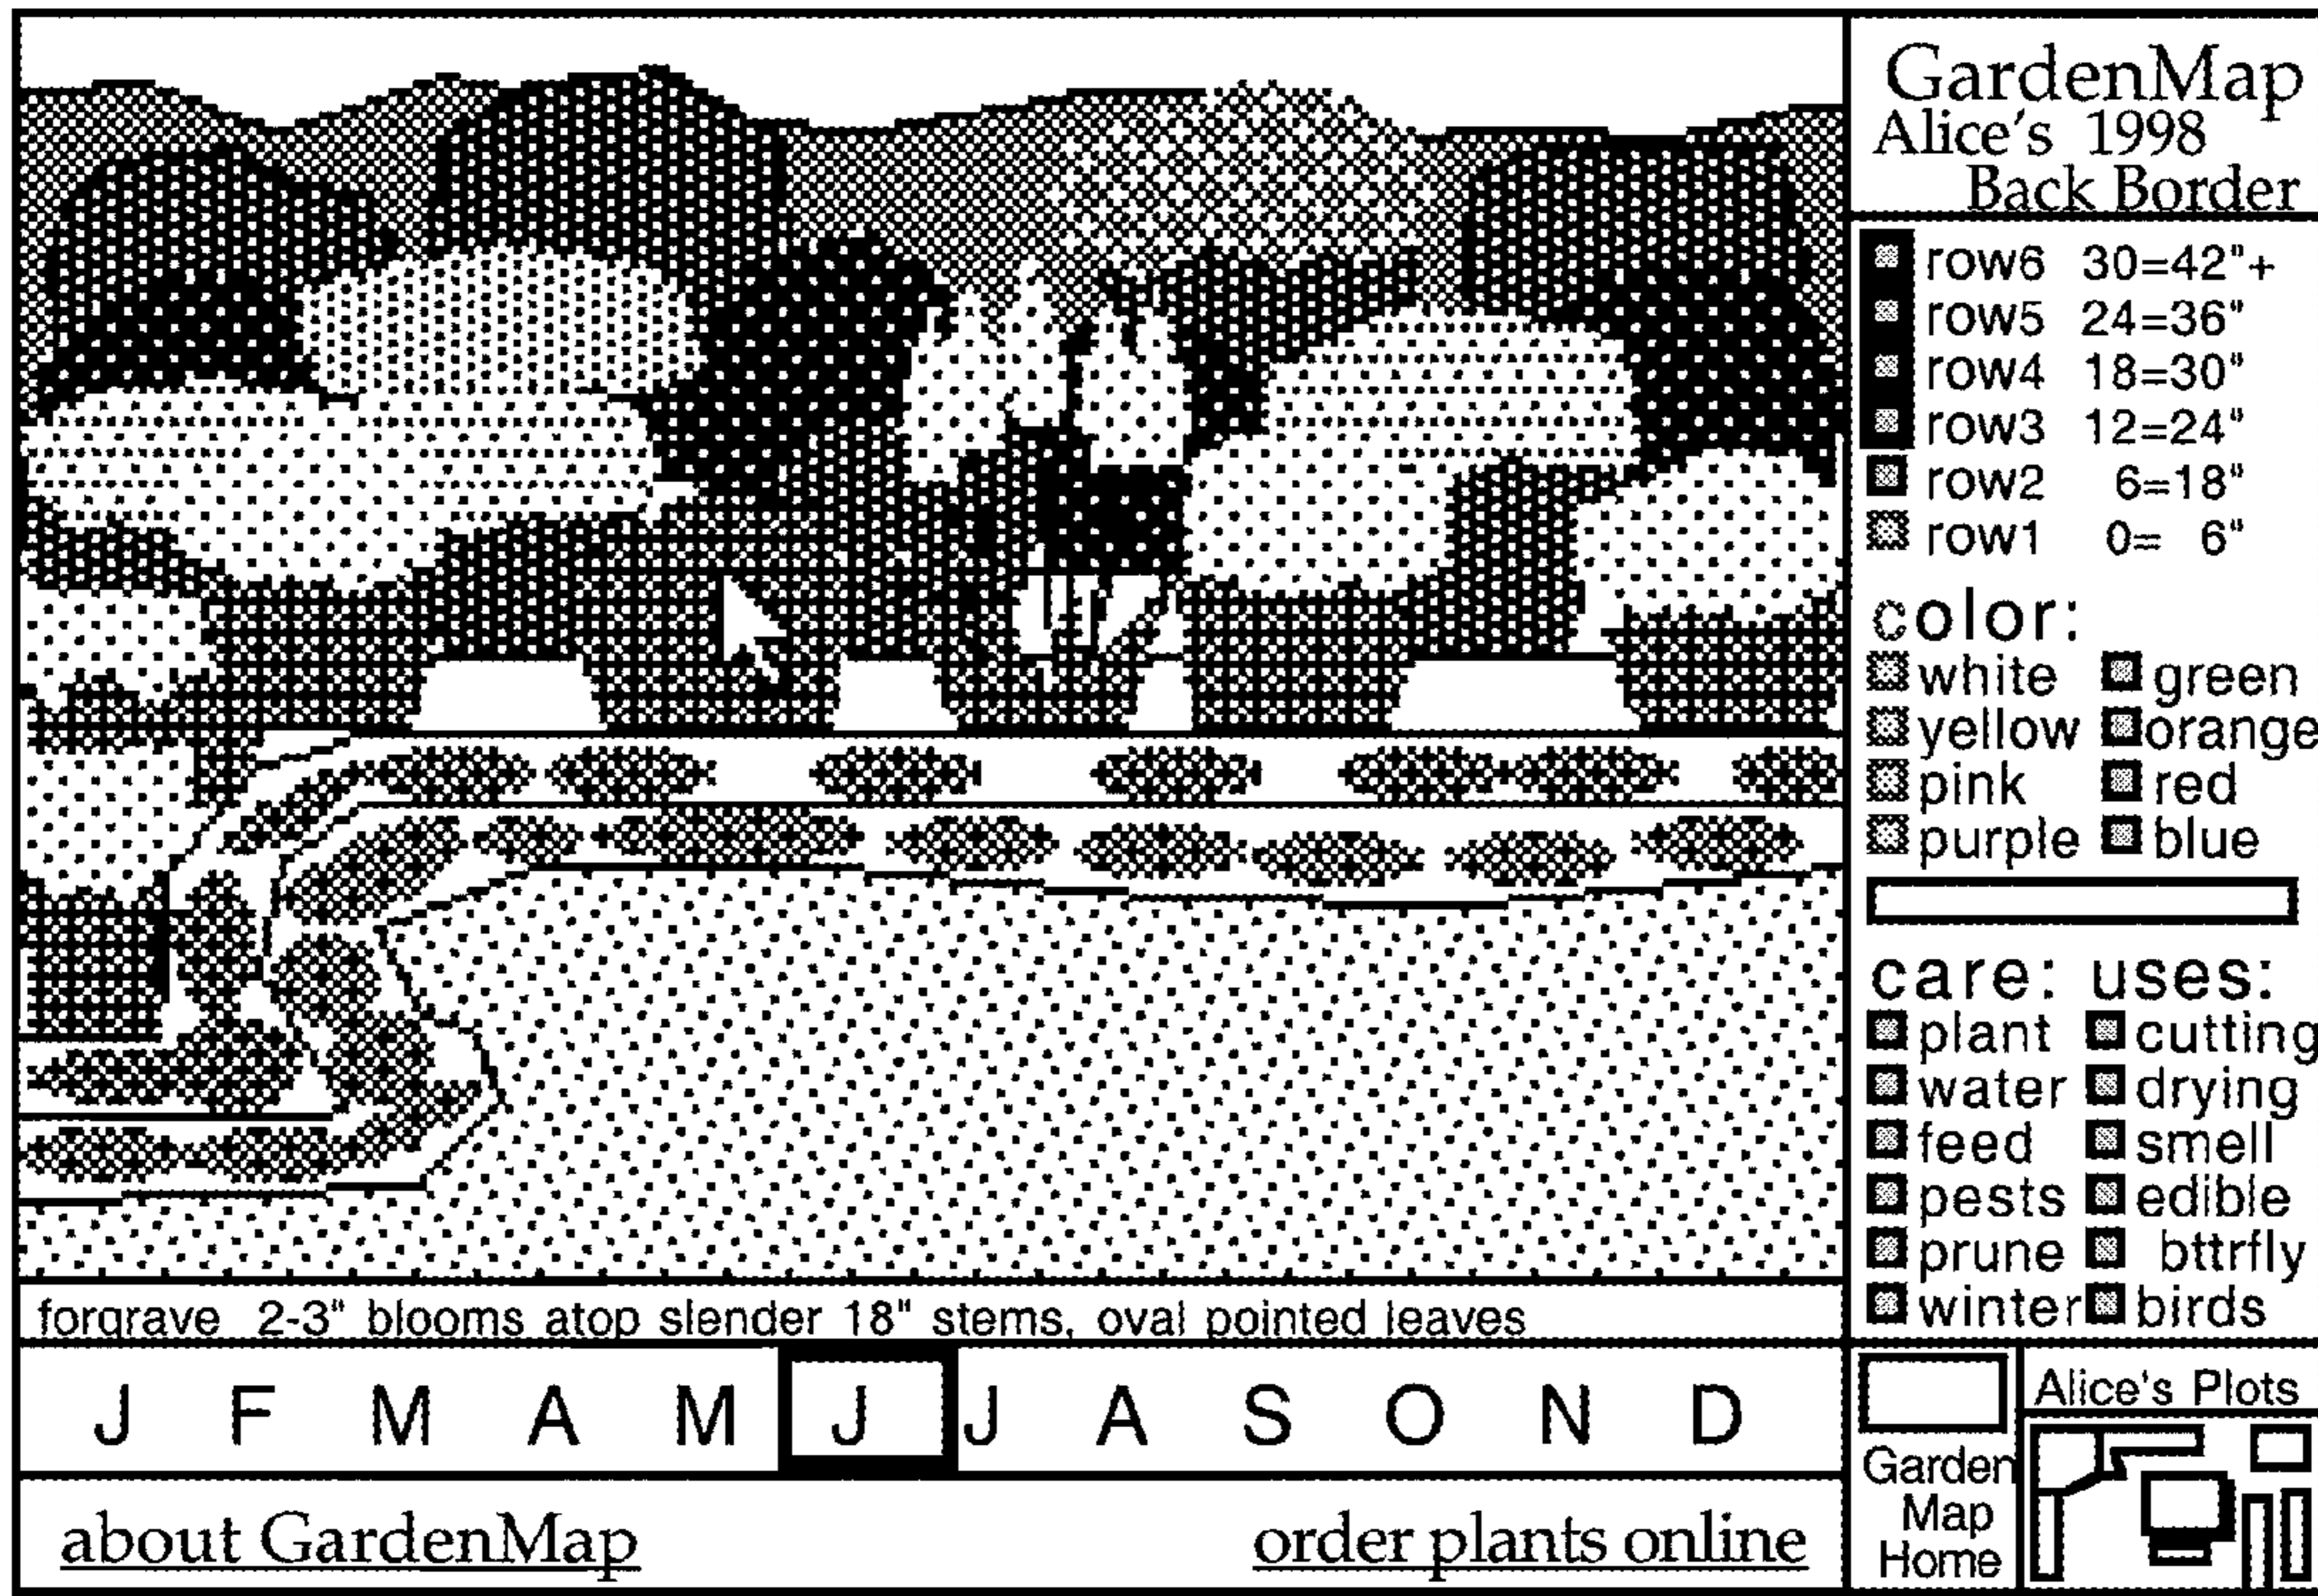 GardenMap
Alice's 1998
Back Border
row6 30=42"+
row5 24=36"
row4 18=30"
row3 12=24"
row2 6=18"
row1 0= 6"
color:
white green
yellow orange
pink red
purple blue
care: uses:
plant cutting
water drying
feed smell
pests edible
prune bttrfly
winter birds
forgrave 2-3" blooms atop slender 18" stems, oval pointed leaves
J F M A M J J A S O N D
about GardenMap order plants online
Garden
Map
Home
Alice's Plots